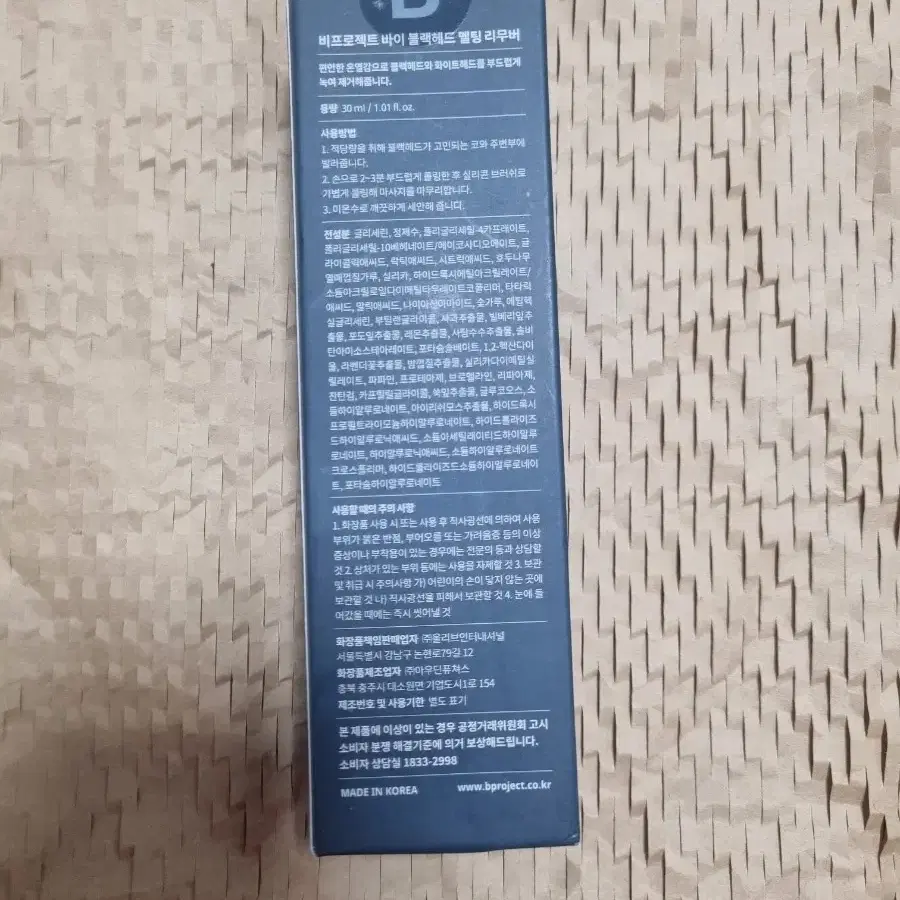 B
비프로젝트 바이 블랙헤드 멜팅 리무버
편안한 온열감으로 블랙헤드와 화이트헤드를 부드럽게
녹여 제거해줍니다.
용량 30 ml / 1.01 fl. oz.
사용방법
1. 적당량을 취해 블랙헤드가 고민되는 코와 주변부에
발라줍니다.
2. 손으로 2~3분 부드럽게 롤링한 후 실리콘 브러쉬로
가볍게 롤링해 마사지를 마무리합니다.
3. 미온수로 깨끗하게 세안해 줍니다.
전성분 글리세린, 정제수, 폴리글리세릴-4카프레이트,
폴리글리세릴-10베헤네이트/에이코사디오에이트, 글
라이콜릭애씨드, 락틱애씨드, 시트릭애씨드, 호두나무
열매껍질가루, 실리카, 하이드록시에틸아크릴레이트/
소듐아크릴로일다이메틸타우레이트코폴리머, 타타릭
애씨드, 말릭애씨드, 나이아신아마이드, 숯가루, 에틸헥
실글리세린, 부틸렌글라이콜, 사과추출물, 빌베리잎추
출물, 포도잎추출물, 레몬추출물, 사탕수수추출물, 솔비
탄아이소스테아레이트, 포타슘솔베이트, 1,2-헥산다이
올, 라벤더꽃추출물, 밤껍질추출물, 실리카다이메틸실
릴레이트, 파파인, 프로테아제, 브로멜라인, 리파아제,
잔탄검, 카프릴릴글라이콜, 쑥잎추출물, 글루코오스, 소
듐하이알루로네이트, 아이리쉬모스추출물, 하이드록시
프로필트라이모늄하이알루로네이트, 하이드롤라이즈
드하이알루로닉애씨드, 소듐아세틸레이티드하이알루
로네이트, 하이알루로닉애씨드, 소듐하이알루로네이트
크로스폴리머, 하이드롤라이즈드소듐하이알루로네이
트, 포타슘하이알루로네이트
사용할 때의 주의 사항
1. 화장품 사용 시 또는 사용 후 직사광선에 의하여 사용
부위가 붉은 반점, 부어오름 또는 가려움증 등의 이상
증상이나 부작용이 있는 경우에는 전문의 등과 상담할
것 2. 상처가 있는 부위 등에는 사용을 자제할 것 3. 보관
및 취급 시 주의사항 가) 어린이의 손이 닿지 않는 곳에
보관할 것 나) 직사광선을 피해서 보관할 것 4. 눈에 들
어갔을 때에는 즉시 씻어낼 것
화장품책임판매업자 ㈜올리브인터내셔널
서울특별시 강남구 논현로79길 12
화장품제조업자 ㈜아우딘퓨쳐스
충북 충주시 대소원면 기업도시1로 154
제조번호 및 사용기한 별도 표기
본 제품에 이상이 있는 경우 공정거래위원회 고시
소비자 분쟁 해결기준에 의거 보상해드립니다.
소비자 상담실 1833-2998
MADE IN KOREA www.bproject.co.kr